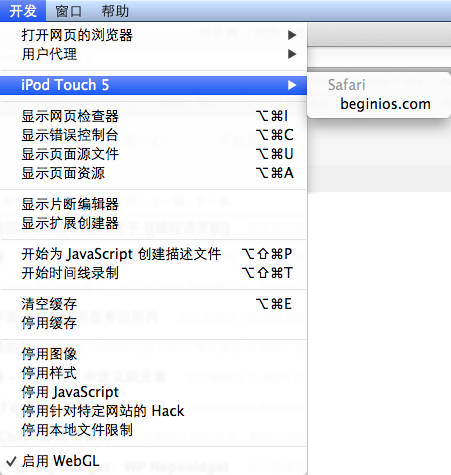 开发 窗口 帮助
打开网页的浏览器 ▶
用户代理 ▶
iPod Touch 5 ▶
Safari
beginios.com
显示网页检查器 ⌥⌘I
显示错误控制台 ⌥⌘C
显示页面源文件 ⌥⌘U
显示页面资源 ⌥⌘A
显示片断编辑器
显示扩展创建器
开始为 JavaScript 创建描述文件 ⌥⇧⌘P
开始时间线录制 ⌥⇧⌘T
清空缓存 ⌥⌘E
停用缓存
停用图像
停用样式
停用 JavaScript
停用针对特定网站的 Hack
停用本地文件限制
✓ 启用 WebGL